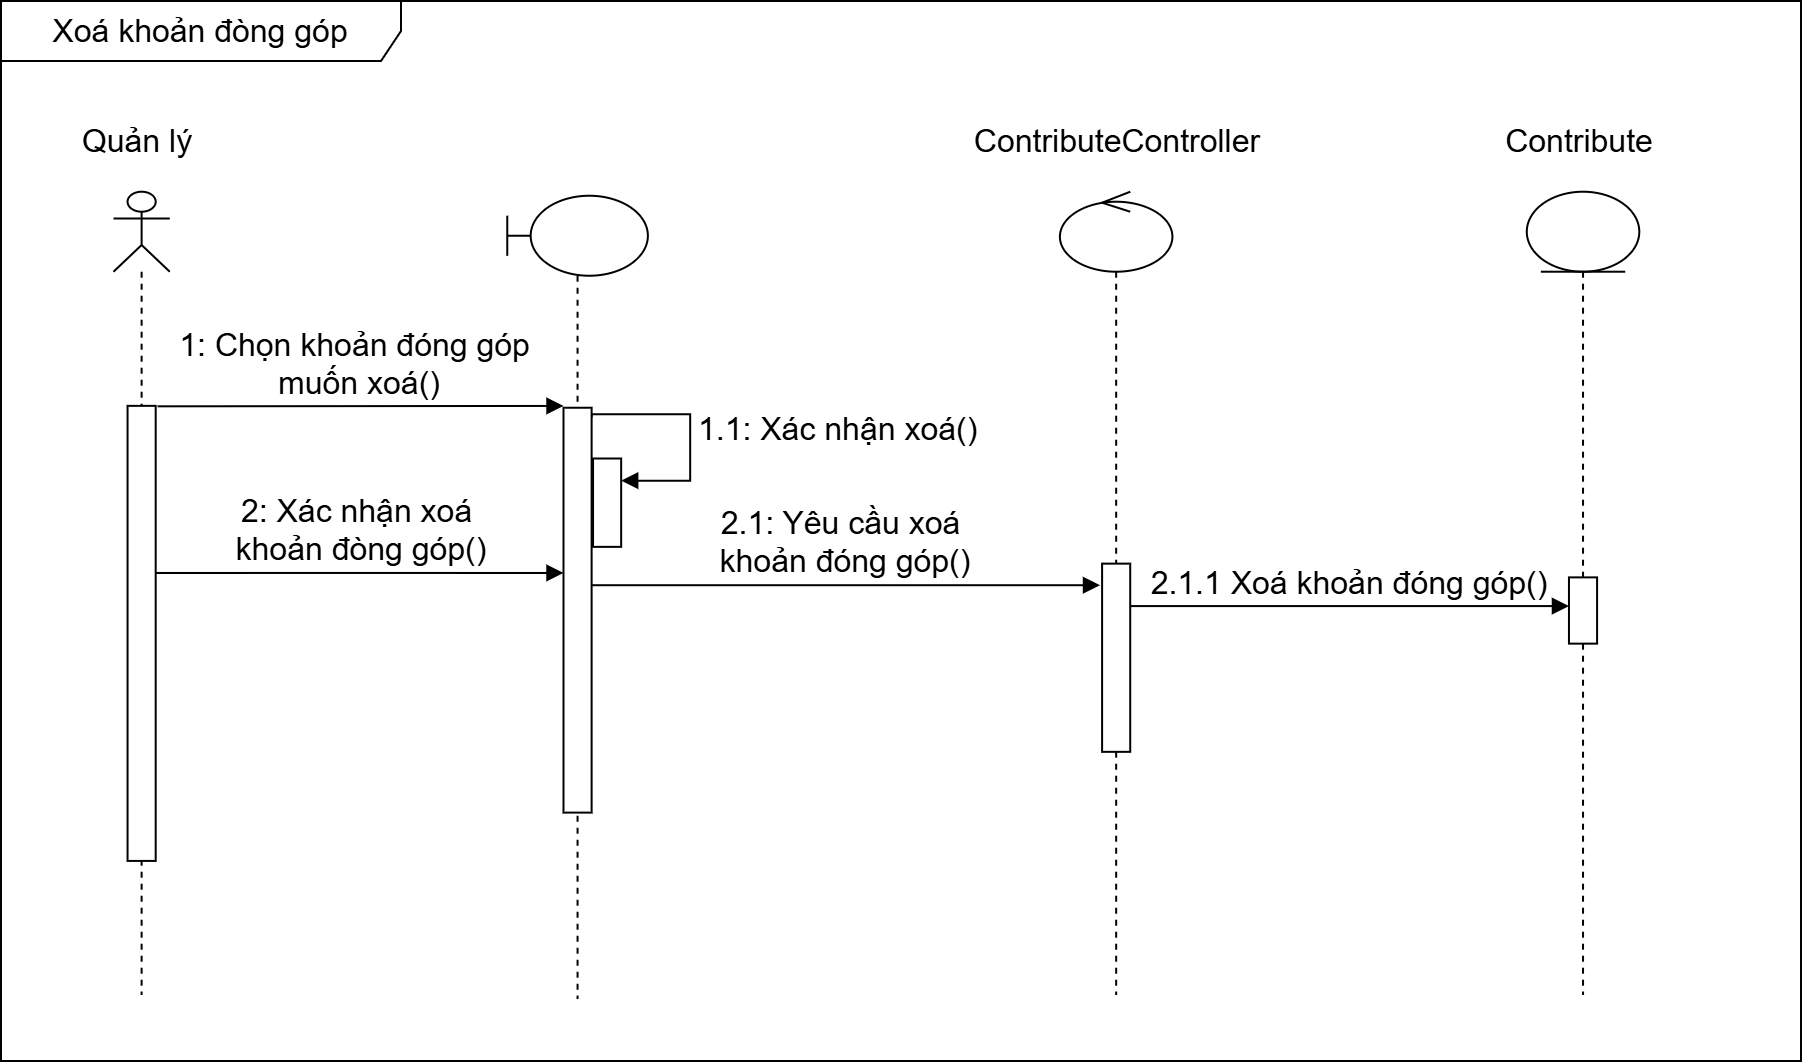 Xoá khoản đòng góp
Quản lý
ContributeController
Contribute
1: Chọn khoản đóng góp
muốn xoá()
1.1: Xác nhận xoá()
2: Xác nhận xoá
khoản đòng góp()
2.1: Yêu cầu xoá
khoản đóng góp()
2.1.1 Xoá khoản đóng góp()